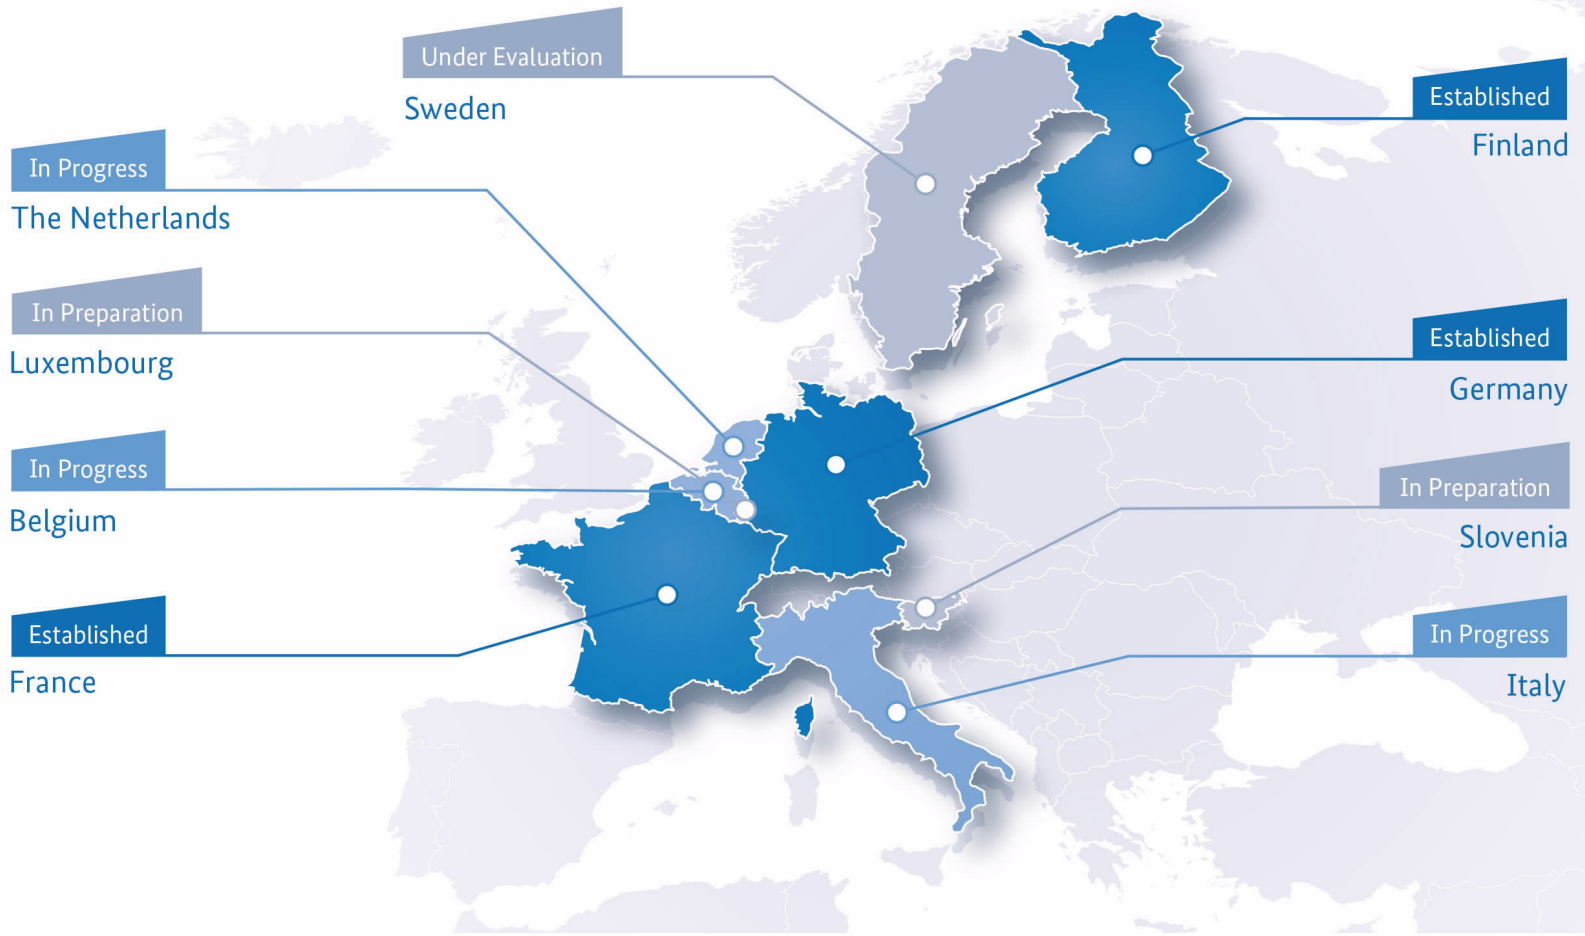 Under Evaluation
Sweden
In Progress
The Netherlands
In Preparation
Luxembourg
In Progress
Belgium
Established
France
Established
Finland
Established
Germany
In Preparation
Slovenia
In Progress
Italy